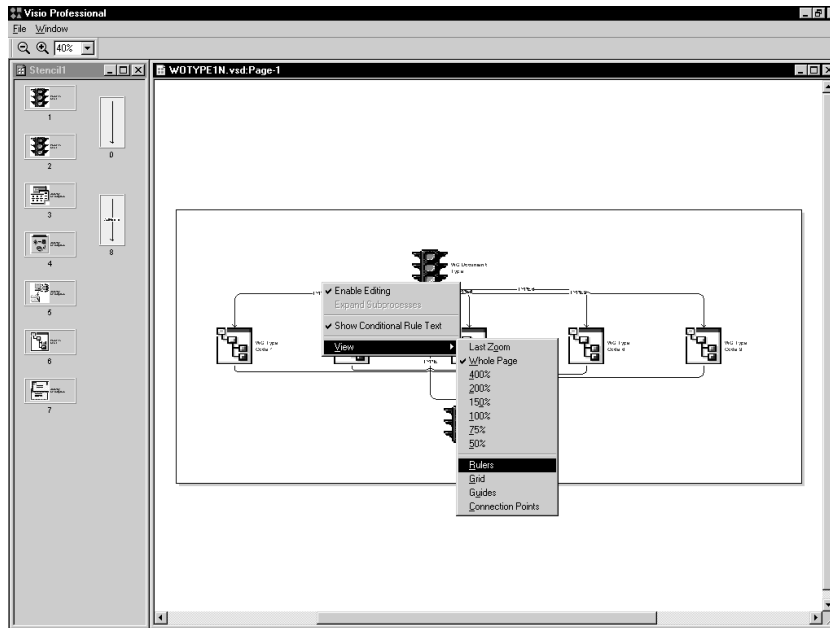 Visio Professional
File Window
40%
Stencil1
1
0
2
3
8
4
5
6
7
WOTYPE1N.vsd:Page-1
Type
Enable Editing
Expand Subprocesses
Show Conditional Rule Text
View
Last Zoom
Whole Page
400%
200%
150%
100%
75%
50%
Rulers
Grid
Guides
Connection Points